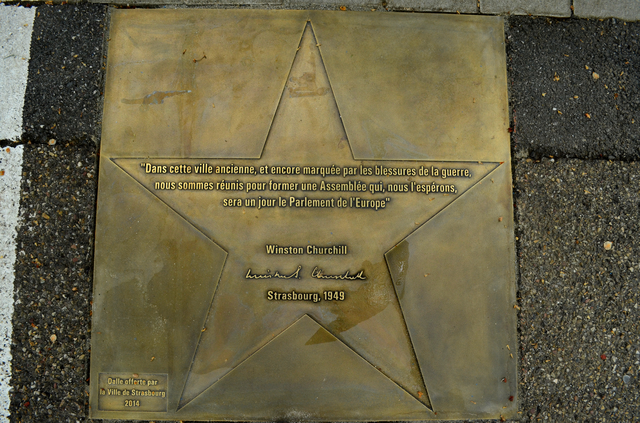 "Dans cette ville ancienne, et encore marquée par les blessures de la guerre,
nous sommes réunis pour former une Assemblée qui, nous l'espérons,
sera un jour le Parlement de l'Europe"
Winston Churchill
Winston S. Churchill
Strasbourg, 1949
Dalle offerte par
la Ville de Strasbourg
2014